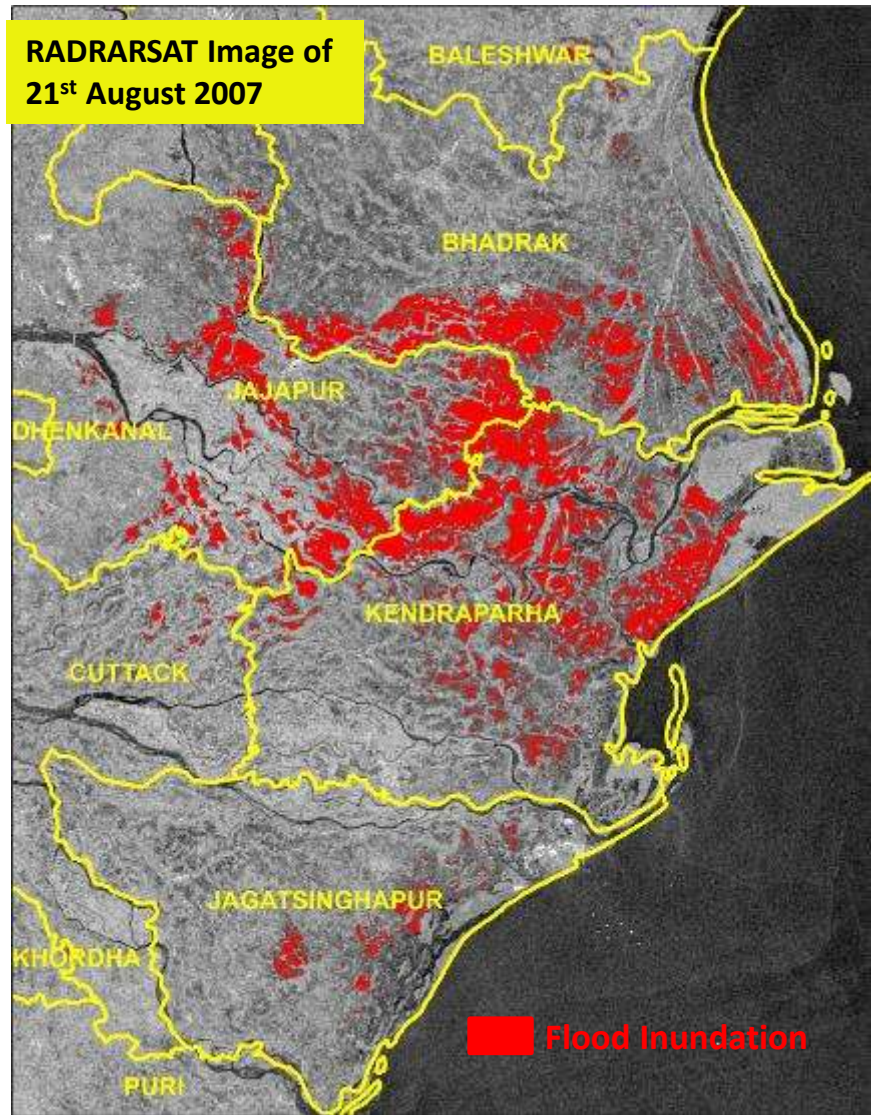 RADRARSAT Image of
21st August 2007
BALESHWAR
BHADRAK
JAJAPUR
DHENKANAL
KENDRAPARHA
CUTTACK
JAGATSINGHAPUR
KHORDHA
Flood Inundation
PURI